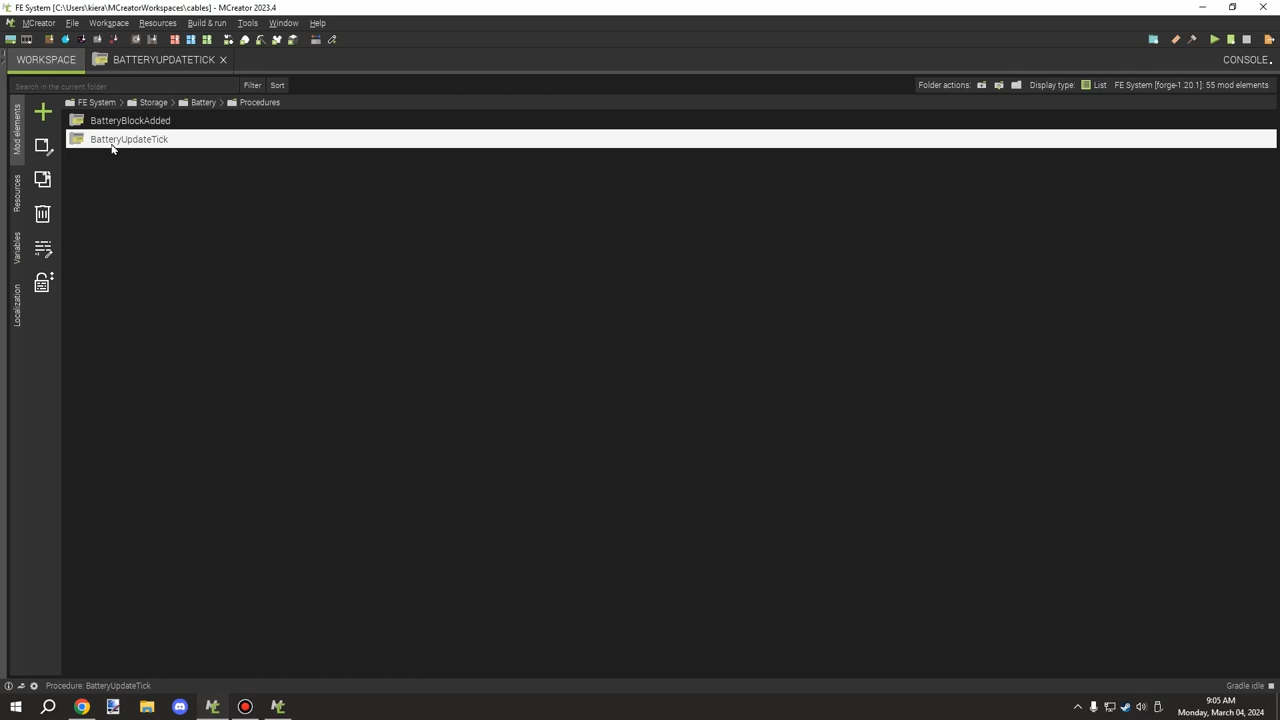 FE System [C:\Users\kiera\MCreatorWorkspaces\cables] - MCreator 2023.4
MCreator File Workspace Resources Build & run Tools Window Help
WORKSPACE BATTERYUPDATETICK CONSOLE
Search in the current folder Filter Sort Folder actions: Display type: List FE System [forge-1.20.1]: 55 mod elements
FE System Storage Battery Procedures
BatteryBlockAdded
BatteryUpdateTick
Mod elements
Resources
Variables
Localization
Procedure: BatteryUpdateTick Gradle idle
9:05 AM
Monday, March 04, 2024